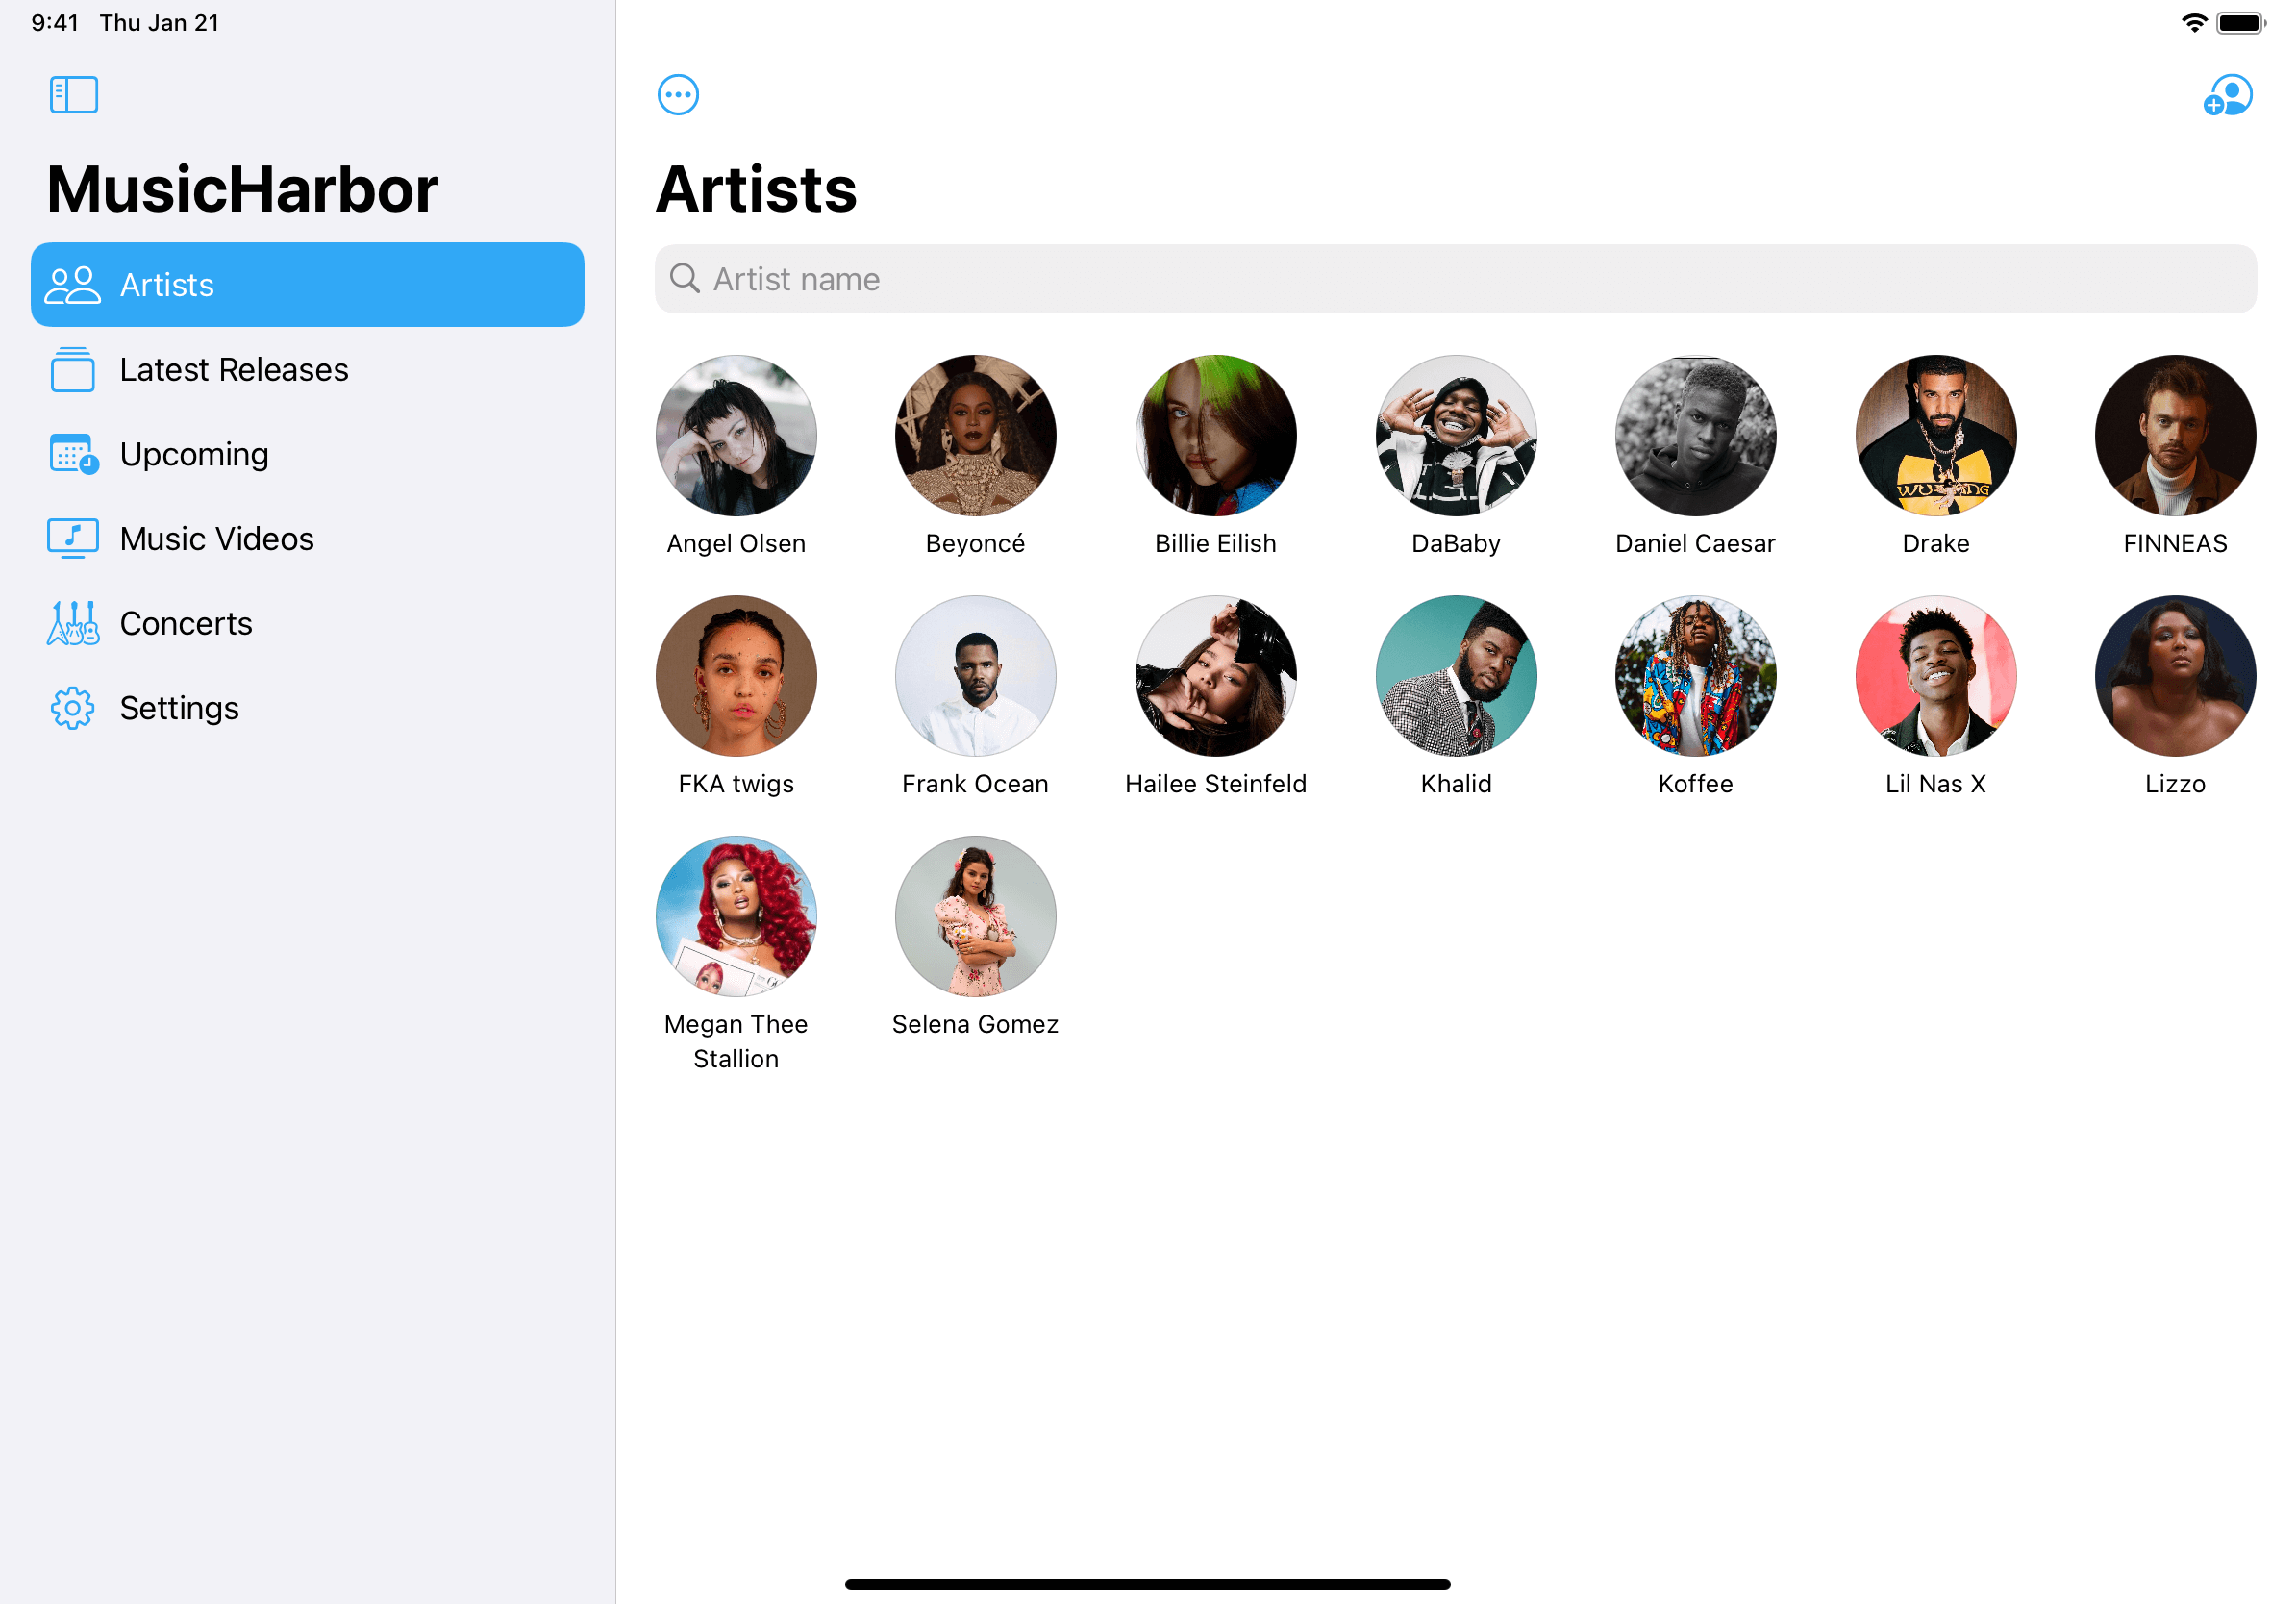 9:41 Thu Jan 21
MusicHarbor
Artists
Latest Releases
Upcoming
Music Videos
Concerts
Settings
Artists
Artist name
Angel Olsen
Beyoncé
Billie Eilish
DaBaby
Daniel Caesar
Drake
FINNEAS
FKA twigs
Frank Ocean
Hailee Steinfeld
Khalid
Koffee
Lil Nas X
Lizzo
Megan Thee
Stallion
Selena Gomez